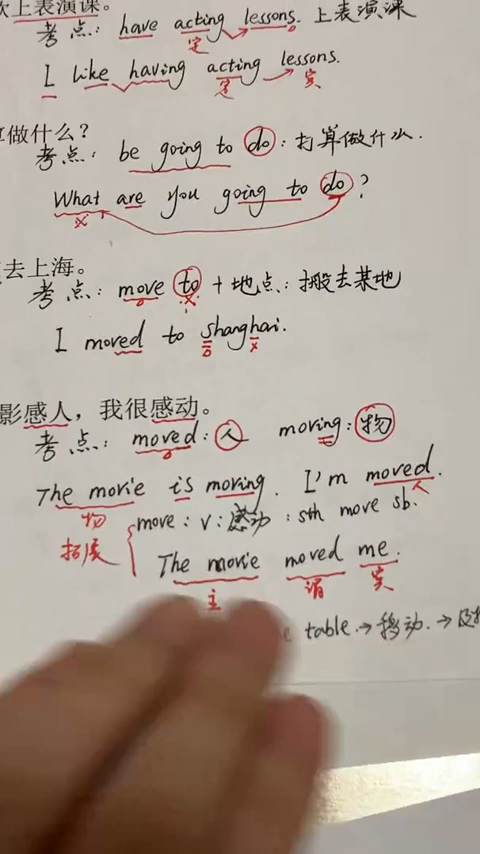 上表演课。
考点: have acting lessons. 上表演课
定
I like having acting lessons.
定 宾
做什么?
考点: be going to do: 打算做什么.
What are you going to do?
去上海。
考点: move to + 地点: 搬去某地
I moved to shanghai.
影感人，我很感动。
考点: moved: 人 moving: 物
The movie is moving. I'm moved.
物 人
拓展 move: v: 感动: sth move sb.
The movie moved me.
主 谓 宾
table. → 移动. →